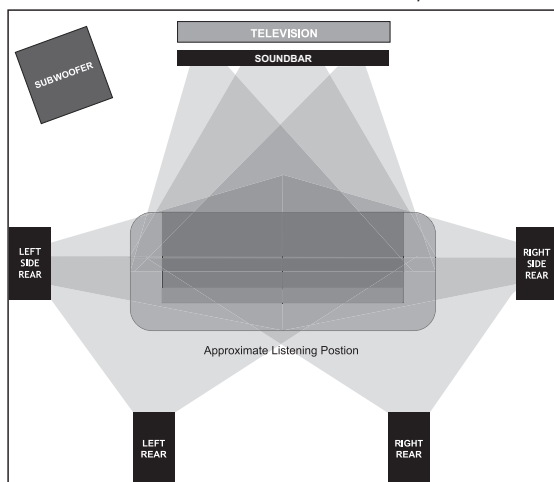 TELEVISION
SOUNDBAR
SUBWOOFER
LEFT
SIDE
REAR
RIGHT
SIDE
REAR
Approximate Listening Postion
LEFT
REAR
RIGHT
REAR